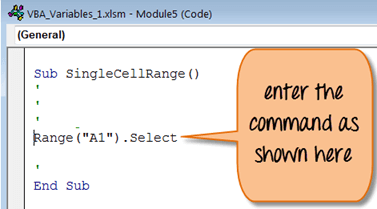 VBA_Variables_1.xlsm - Module5 (Code)
(General)
Sub SingleCellRange()
'
'
'
Range("A1").Select
'
End Sub
enter the
command as
shown here